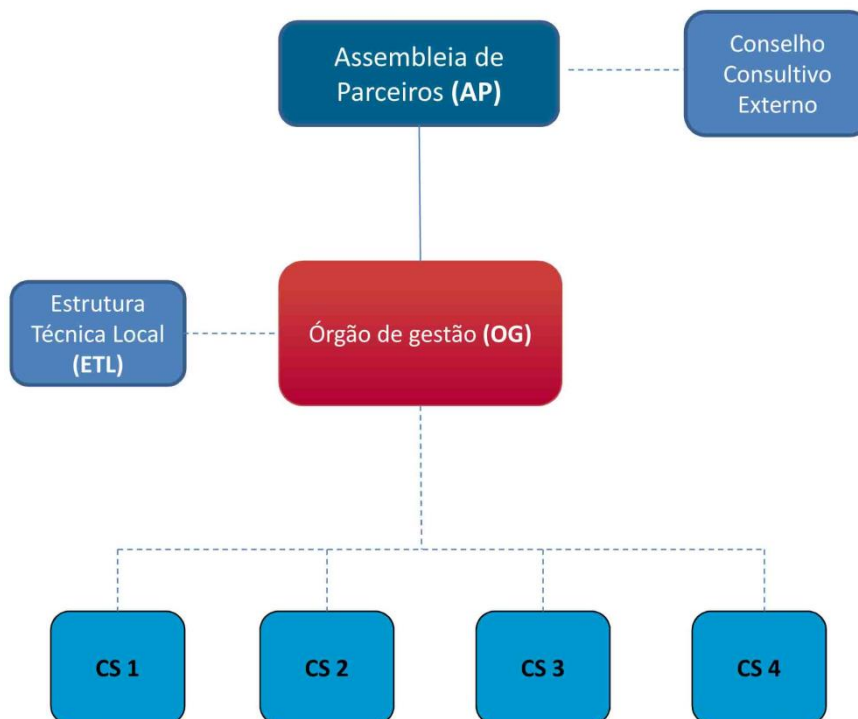 Assembleia de
Parceiros (AP)
Conselho
Consultivo
Externo
Estrutura
Técnica Local
(ETL)
Órgão de gestão (OG)
CS 1
CS 2
CS 3
CS 4